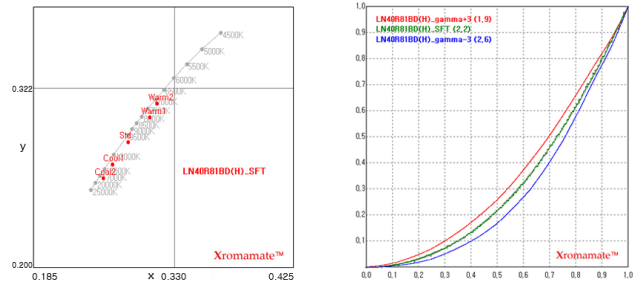 4500K
5000K
5500K
6000K
0.322
Warm2
Warm1
y
Std
Cool1
Cool2
20000K
25000K
LN40R81BD(H)_SFT
Xromamate™
0.200
0.185
x
0.330
0.425
1,0
LN40R81BD(H)_gamma+3 (1,9)
LN40R81BD(H)_SFT (2,2)
LN40R81BD(H)_gamma-3 (2,6)
0,9
0,8
0,7
0,6
0,5
0,4
0,3
0,2
0,1
Xromamate™
0,0 0,1 0,2 0,3 0,4 0,5 0,6 0,7 0,8 0,9 1,0